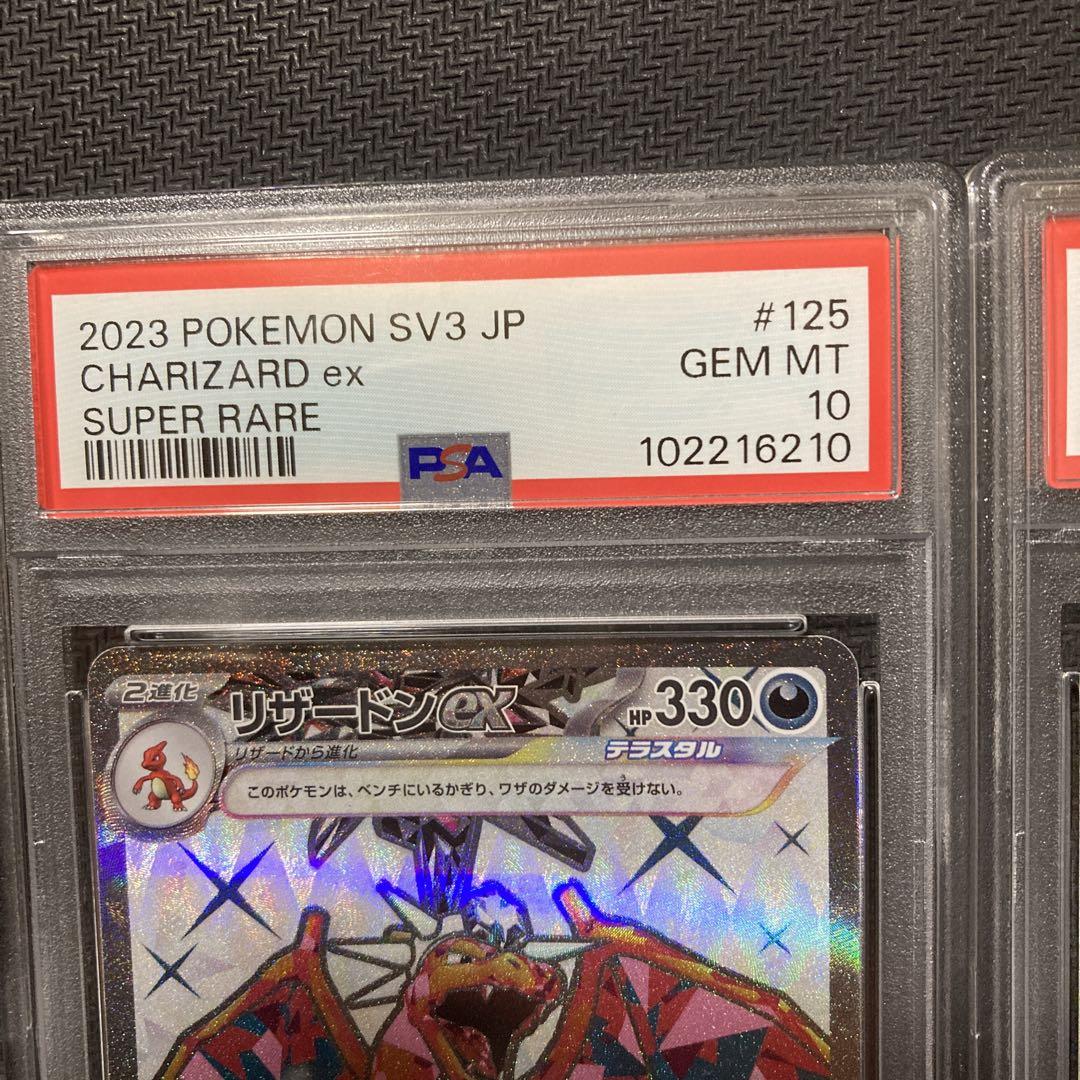 2023 POKEMON SV3 JP
#125
CHARIZARD ex
GEM MT
SUPER RARE
10
PSA
102216210
2進化
リザードンex
HP 330
リザードから進化
テラスタル
このポケモンは、ベンチにいるかぎり、ワザのダメージを受けない。